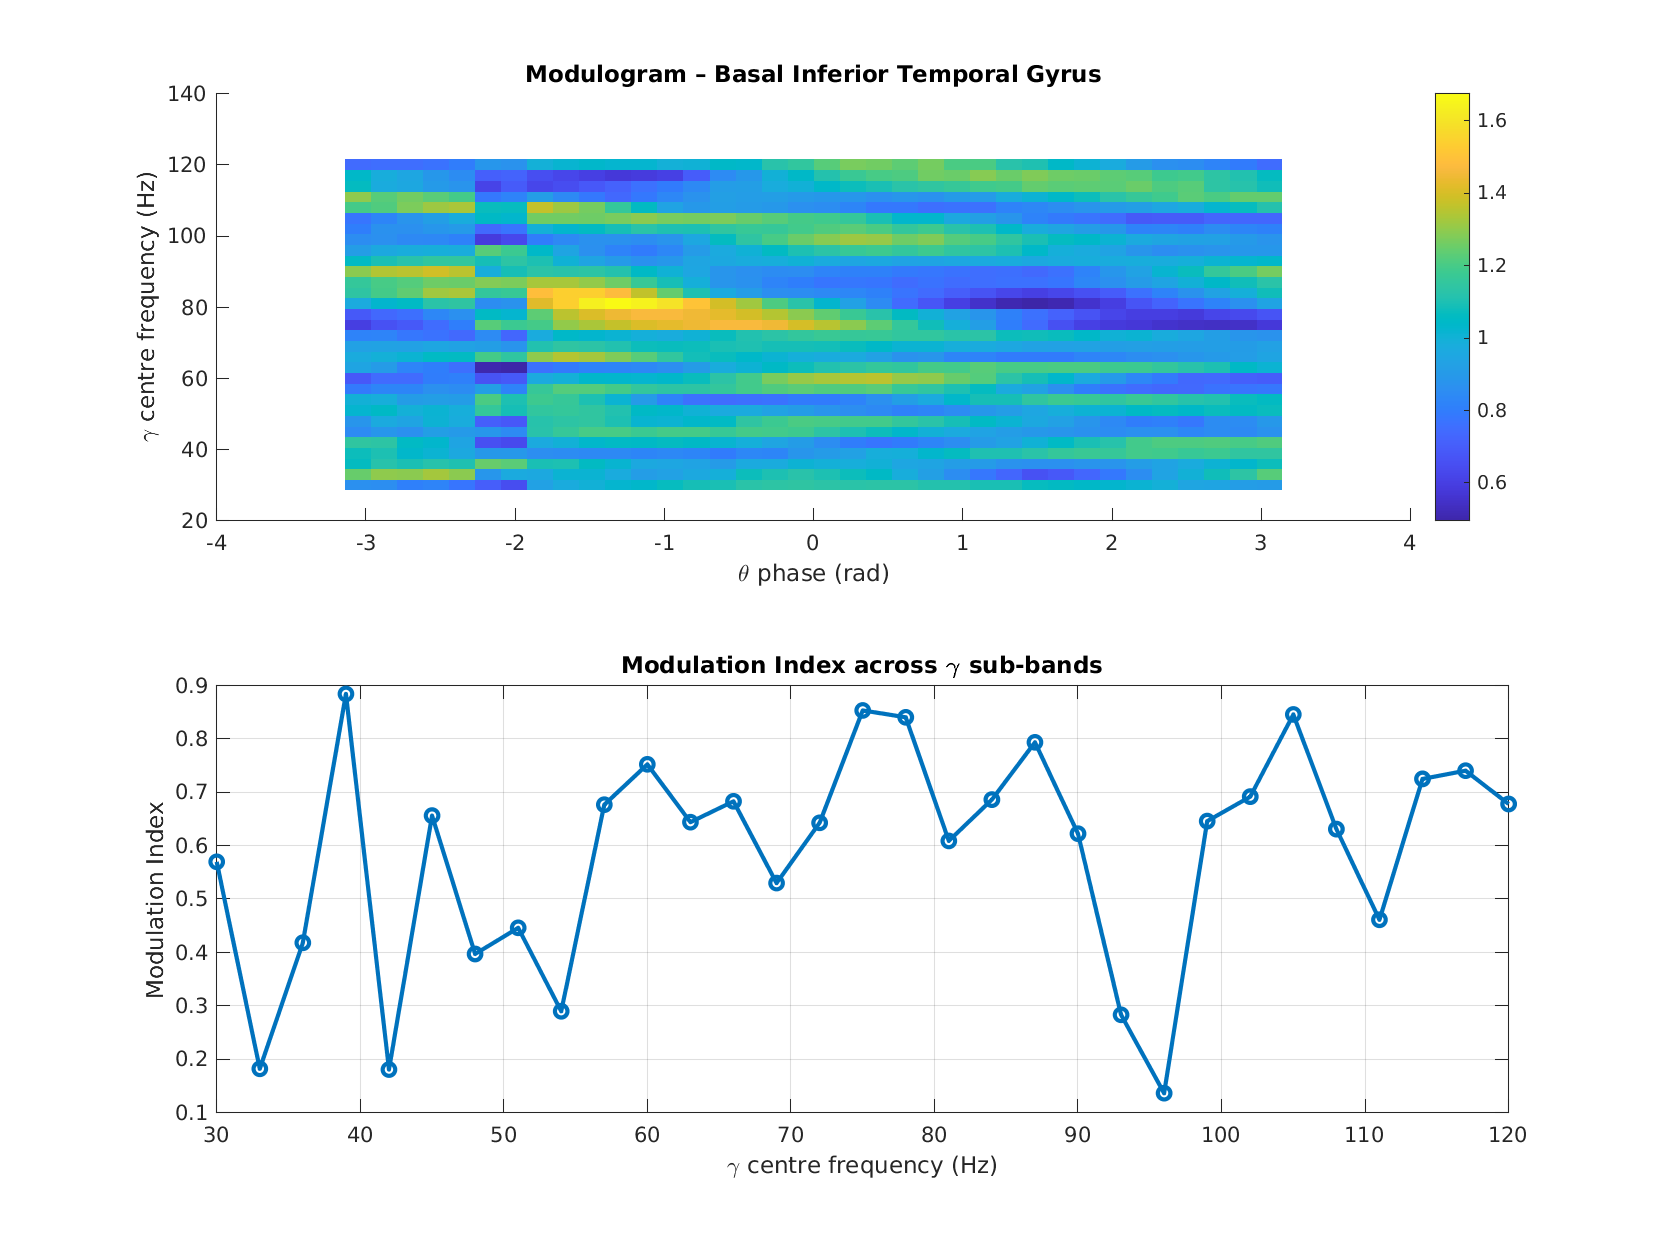 Modulogram – Basal Inferior Temporal Gyrus
140
120
100
80
60
40
20
γ centre frequency (Hz)
-4 -3 -2 -1 0 1 2 3 4
θ phase (rad)
1.6
1.4
1.2
1
0.8
0.6
Modulation Index across γ sub-bands
0.9
0.8
0.7
0.6
0.5
0.4
0.3
0.2
0.1
Modulation Index
30 40 50 60 70 80 90 100 110 120
γ centre frequency (Hz)